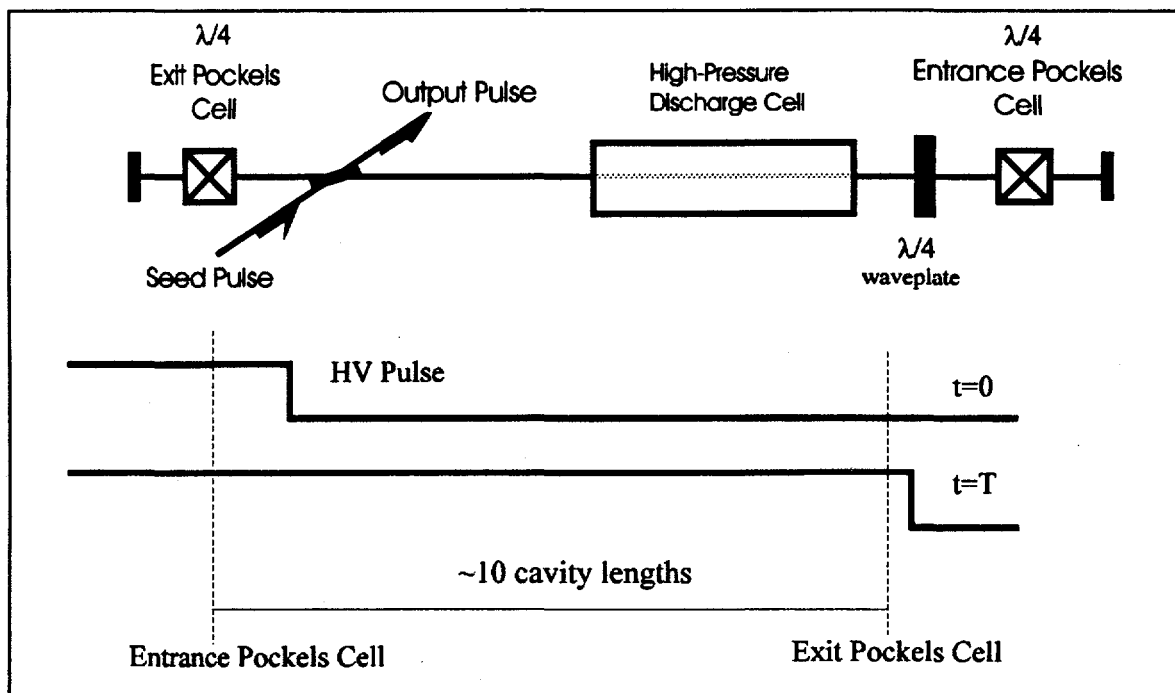 λ/4
Exit Pockels
Cell
Output Pulse
High-Pressure
Discharge Cell
λ/4
Entrance Pockels
Cell
Seed Pulse
λ/4
waveplate
HV Pulse
t=0
t=T
~10 cavity lengths
Entrance Pockels Cell
Exit Pockels Cell